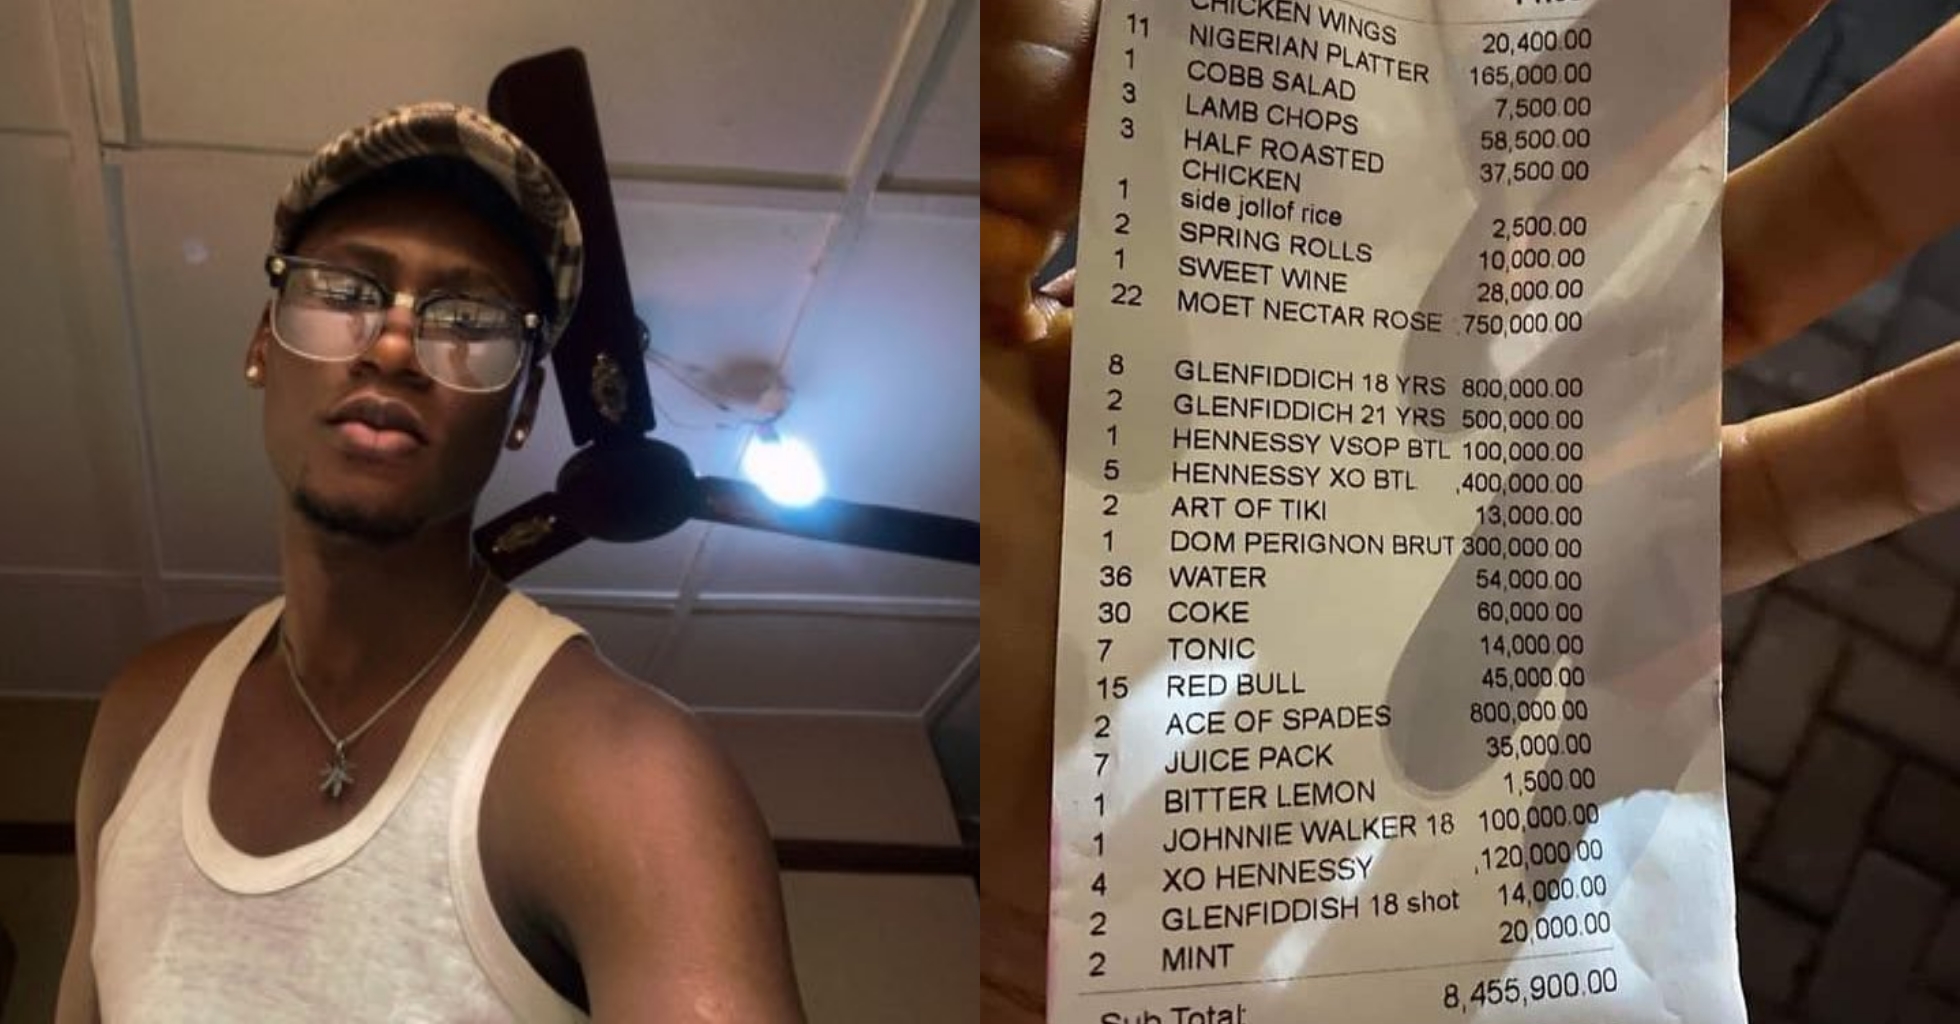 CHICKEN WINGS 20,400.00
11 NIGERIAN PLATTER 165,000.00
1 COBB SALAD 7,500.00
3 LAMB CHOPS 58,500.00
3 HALF ROASTED 37,500.00
CHICKEN
1 side jollof rice 2,500.00
2 SPRING ROLLS 10,000.00
1 SWEET WINE 28,000.00
22 MOET NECTAR ROSE 750,000.00
8 GLENFIDDICH 18 YRS 800,000.00
2 GLENFIDDICH 21 YRS 500,000.00
1 HENNESSY VSOP BTL 100,000.00
5 HENNESSY XO BTL ,400,000.00
2 ART OF TIKI 13,000.00
1 DOM PERIGNON BRUT 300,000.00
36 WATER 54,000.00
30 COKE 60,000.00
7 TONIC 14,000.00
15 RED BULL 45,000.00
2 ACE OF SPADES 800,000.00
7 JUICE PACK 35,000.00
1 BITTER LEMON 1,500.00
1 JOHNNIE WALKER 18 100,000.00
4 XO HENNESSY ,120,000.00
2 GLENFIDDISH 18 shot 14,000.00
2 MINT 20,000.00
Sub Total: 8,455,900.00